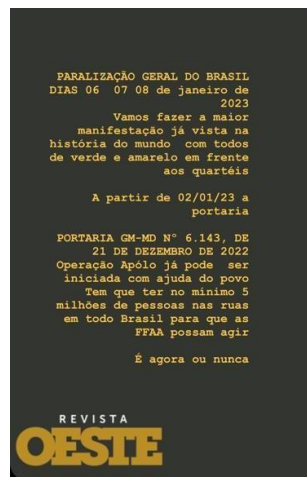 PARALIZAÇÃO GERAL DO BRASIL
DIAS 06 07 08 de janeiro de
2023
Vamos fazer a maior
manifestação já vista na
história do mundo com todos
de verde e amarelo em frente
aos quartéis
A partir de 02/01/23 a
portaria
PORTARIA GM-MD N° 6.143, DE
21 DE DEZEMBRO DE 2022
Operação Apólo já pode ser
iniciada com ajuda do povo
Tem que ter no mínimo 5
milhões de pessoas nas ruas
em todo Brasil para que as
FFAA possam agir
É agora ou nunca
REVISTA
OESTE